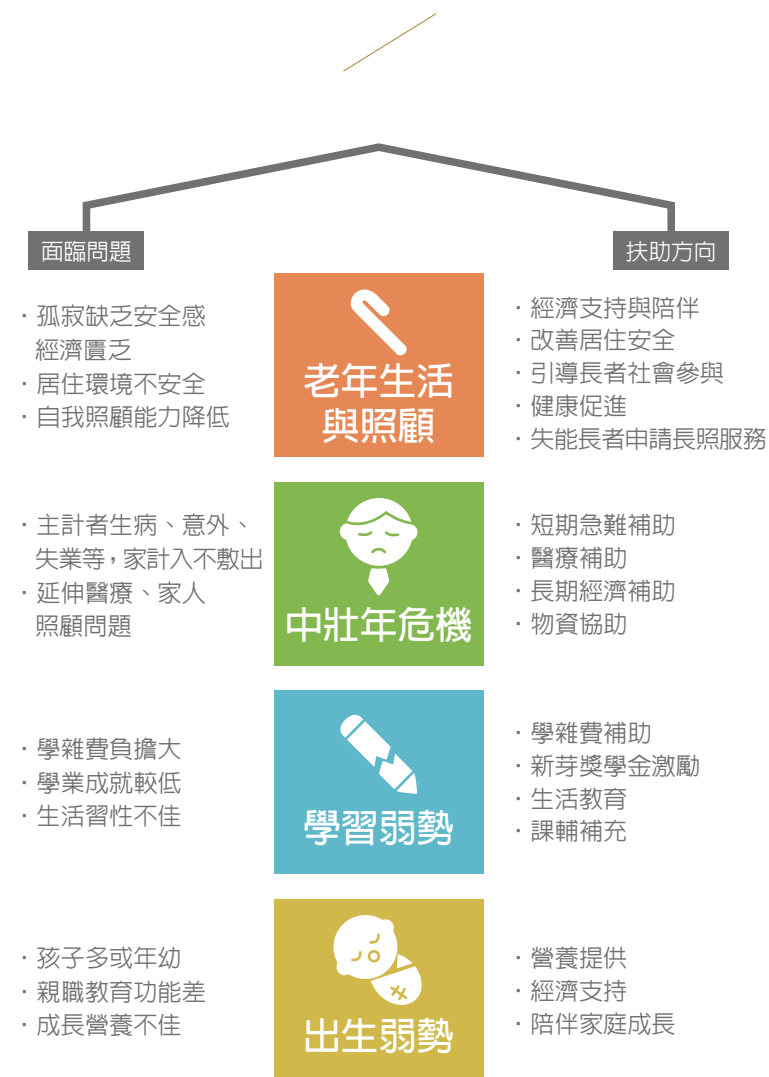 面臨問題
扶助方向
·孤寂缺乏安全感
經濟匱乏
·居住環境不安全
·自我照顧能力降低
老年生活
與照顧
·經濟支持與陪伴
·改善居住安全
·引導長者社會參與
·健康促進
·失能長者申請長照服務
·主計者生病、意外、
失業等，家計入不敷出
·延伸醫療、家人
照顧問題
中壯年危機
·短期急難補助
·醫療補助
·長期經濟補助
·物資協助
·學雜費負擔大
·學業成就較低
·生活習性不佳
學習弱勢
·學雜費補助
·新芽獎學金激勵
·生活教育
·課輔補充
·孩子多或年幼
·親職教育功能差
·成長營養不佳
出生弱勢
·營養提供
·經濟支持
·陪伴家庭成長